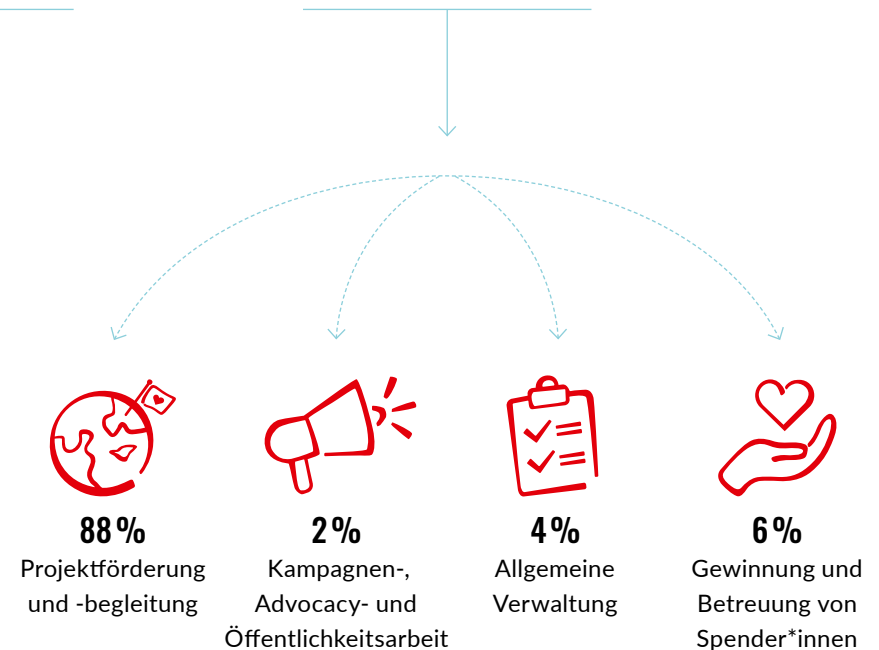 88 %
Projektförderung
und -begleitung
2 %
Kampagnen-,
Advocacy- und
Öffentlichkeitsarbeit
4 %
Allgemeine
Verwaltung
6 %
Gewinnung und
Betreuung von
Spender*innen